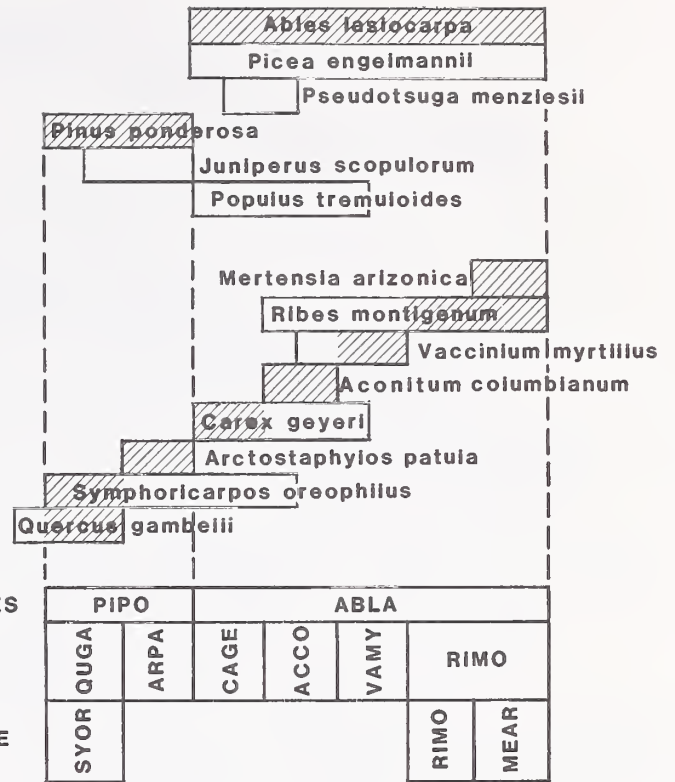 Abies lasiocarpa
Picea engelmannii
Pseudotsuga menziesii
Pinus ponderosa
Juniperus scopulorum
Populus tremuloides
Mertensia arizonica
Ribes montigenum
Vaccinium myrtillus
Aconitum columbianum
Carex geyeri
Arctostaphylos patula
Symphoricarpos oreophilus
Quercus gambelii
ES PIPO ABLA
QUGA ARPA CAGE ACCO VAMY RIMO
E SYOR RIMO MEAR